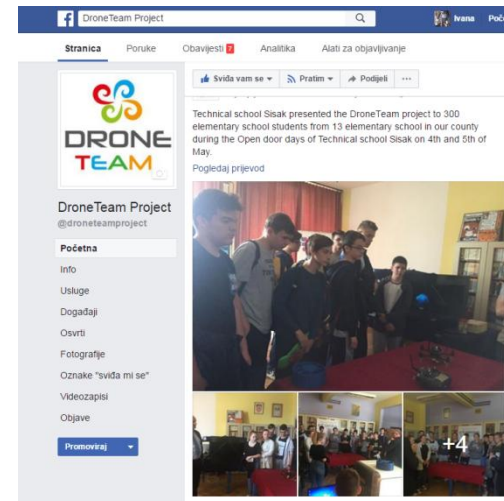 DroneTeam Project
Ivana Poč
Stranica Poruke Obavijesti 7 Analitika Alati za objavljivanje
DRONE
TEAM
DroneTeam Project
@droneteamproject
Početna
Info
Usluge
Događaji
Osvrti
Fotografije
Oznake "sviđa mi se"
Videozapisi
Objave
Promoviraj
Sviđa vam se Pratim Podijeli ...
Technical school Sisak presented the DroneTeam project to 300
elementary school students from 13 elementary school in our county
during the Open door days of Technical school Sisak on 4th and 5th of
May.
Pogledaj prijevod
+4